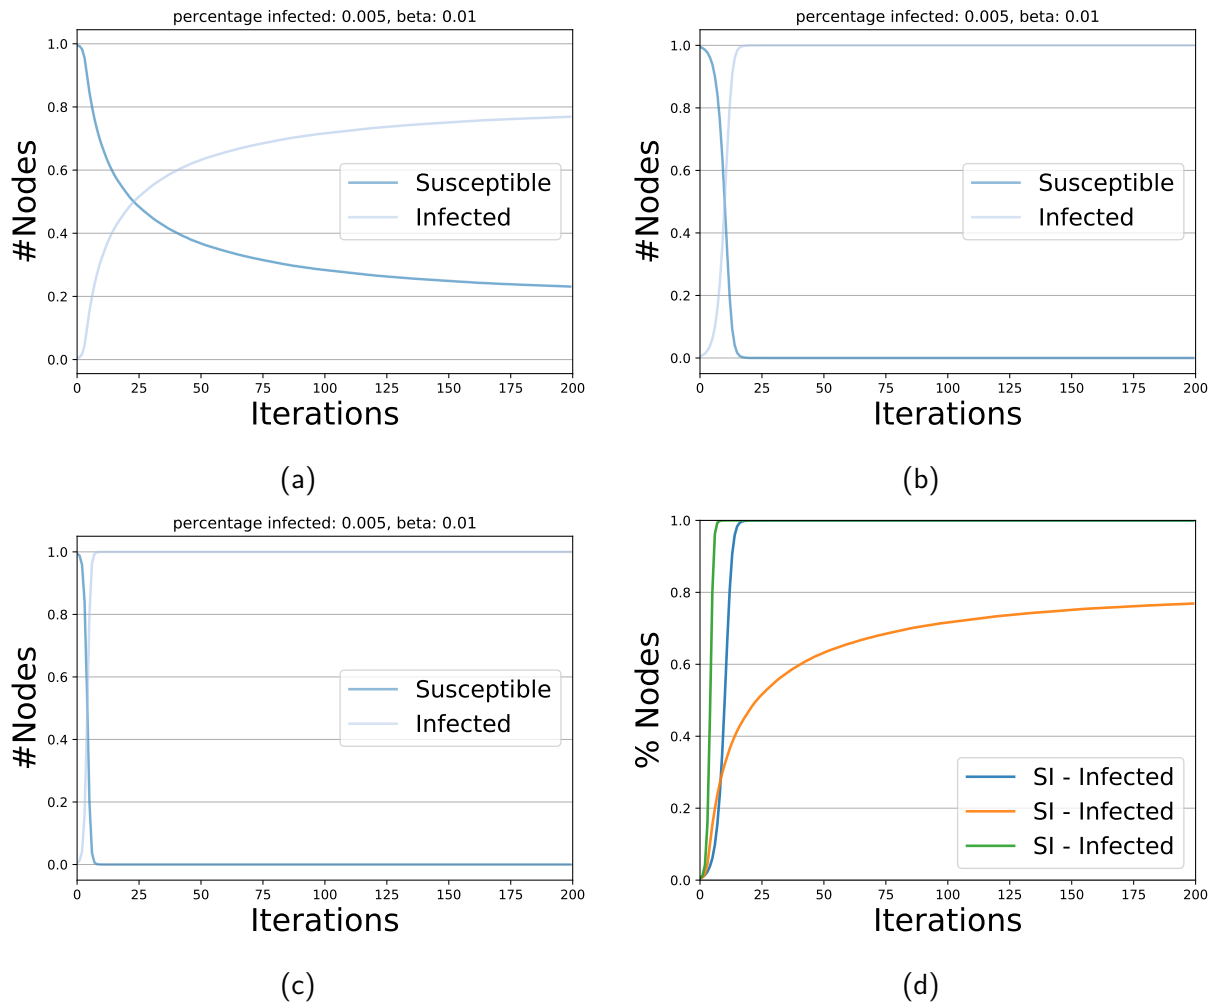 percentage infected: 0.005, beta: 0.01
1.0
0.8
0.6
0.4
0.2
0.0
#Nodes
Susceptible
Infected
0 25 50 75 100 125 150 175 200
Iterations
(a)
percentage infected: 0.005, beta: 0.01
1.0
0.8
0.6
0.4
0.2
0.0
#Nodes
Susceptible
Infected
0 25 50 75 100 125 150 175 200
Iterations
(b)
percentage infected: 0.005, beta: 0.01
1.0
0.8
0.6
0.4
0.2
0.0
#Nodes
Susceptible
Infected
0 25 50 75 100 125 150 175 200
Iterations
(c)
1.0
0.8
0.6
0.4
0.2
0.0
% Nodes
SI - Infected
SI - Infected
SI - Infected
0 25 50 75 100 125 150 175 200
Iterations
(d)